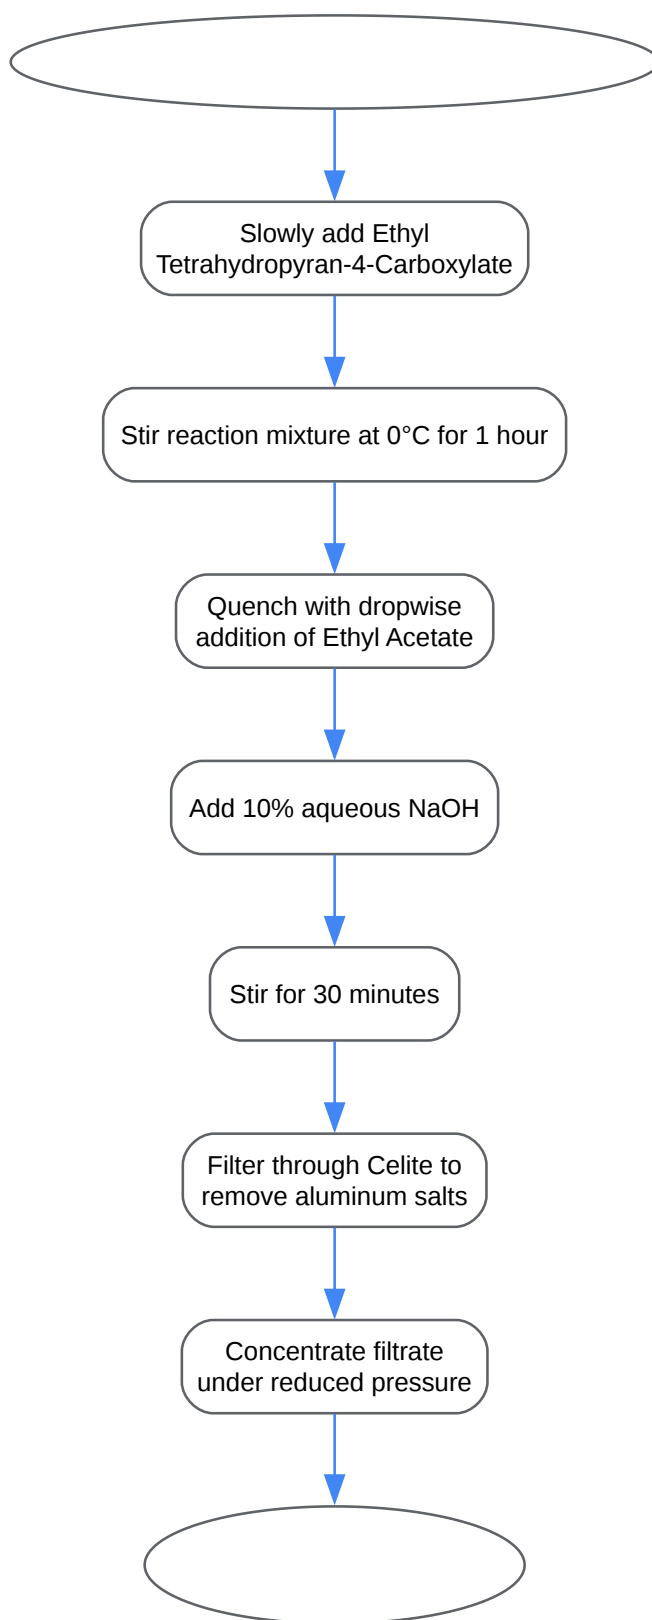 Slowly add Ethyl
Tetrahydropyran-4-Carboxylate
Stir reaction mixture at 0°C for 1 hour
Quench with dropwise
addition of Ethyl Acetate
Add 10% aqueous NaOH
Stir for 30 minutes
Filter through Celite to
remove aluminum salts
Concentrate filtrate
under reduced pressure